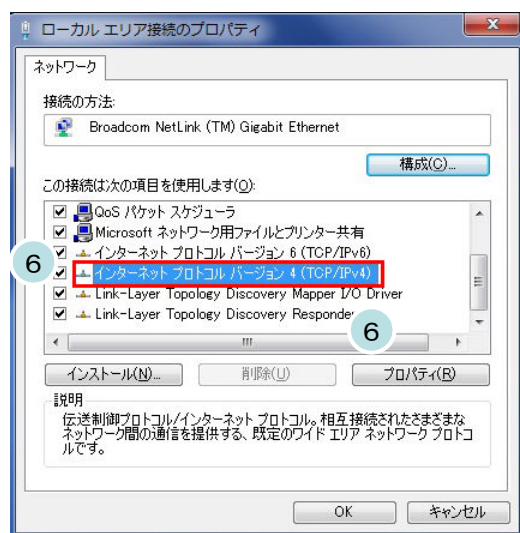 ローカル エリア接続のプロパティ
ネットワーク
接続の方法:
Broadcom NetLink (TM) Gigabit Ethernet
構成(C)...
この接続は次の項目を使用します(O):
QoS パケット スケジューラ
Microsoft ネットワーク用ファイルとプリンター共有
インターネット プロトコル バージョン 6 (TCP/IPv6)
6
インターネット プロトコル バージョン 4 (TCP/IPv4)
Link-Layer Topology Discovery Mapper I/O Driver
Link-Layer Topology Discovery Responde
6
インストール(N)...
削除(U)
プロパティ(R)
説明
伝送制御プロトコル/インターネット プロトコル。相互接続されたさまざまな
ネットワーク間の通信を提供する、既定のワイド エリア ネットワーク プロトコ
ルです。
OK
キャンセル